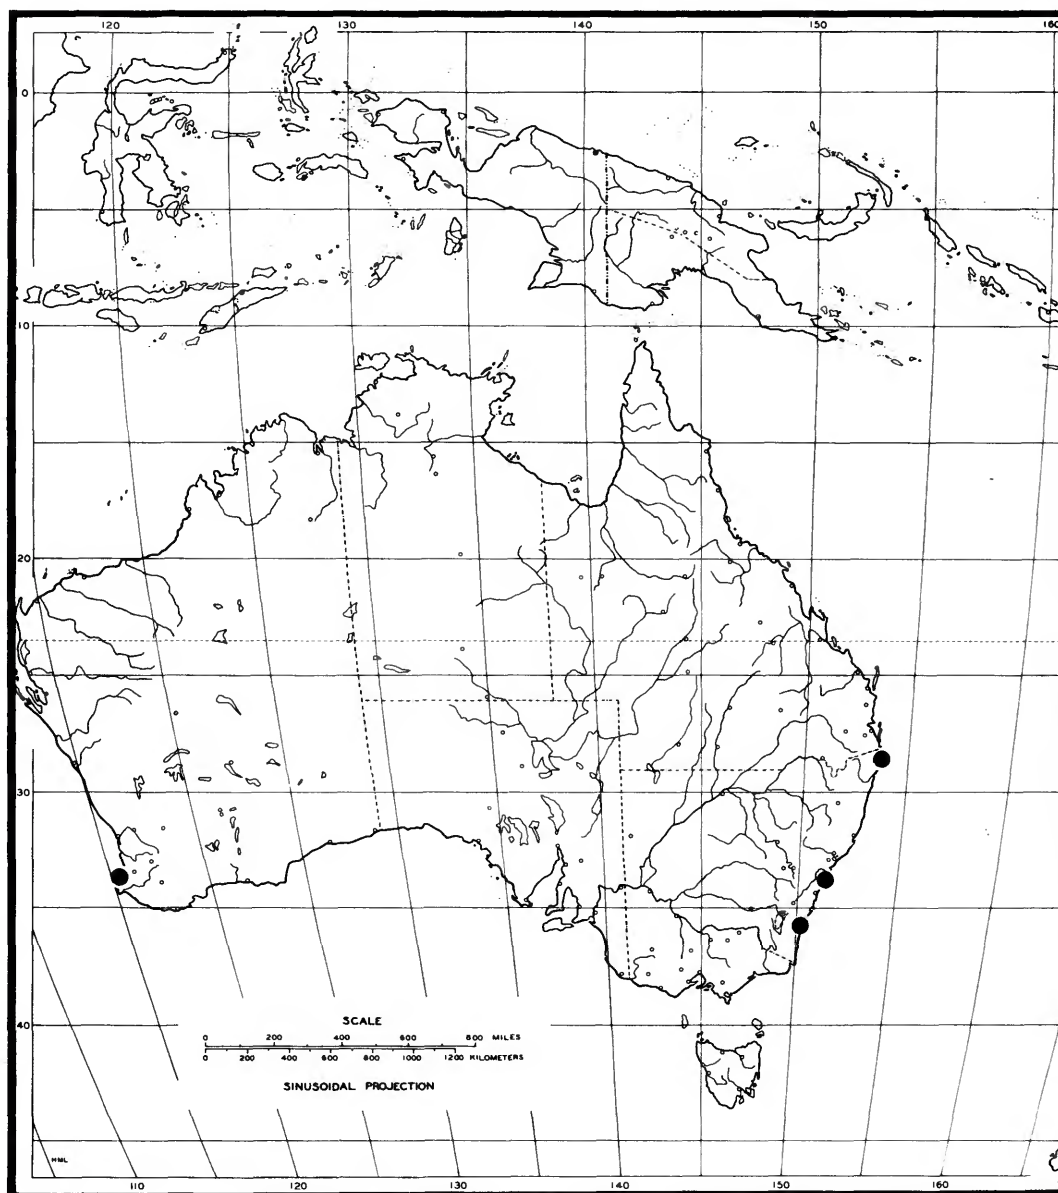 120 130 140 150 160
0
10
20
30
40
SCALE
0 200 400 600 800 MILES
0 200 400 600 800 1000 1200 KILOMETERS
SINUSOIDAL PROJECTION
HML
110 120 130 140 150 160